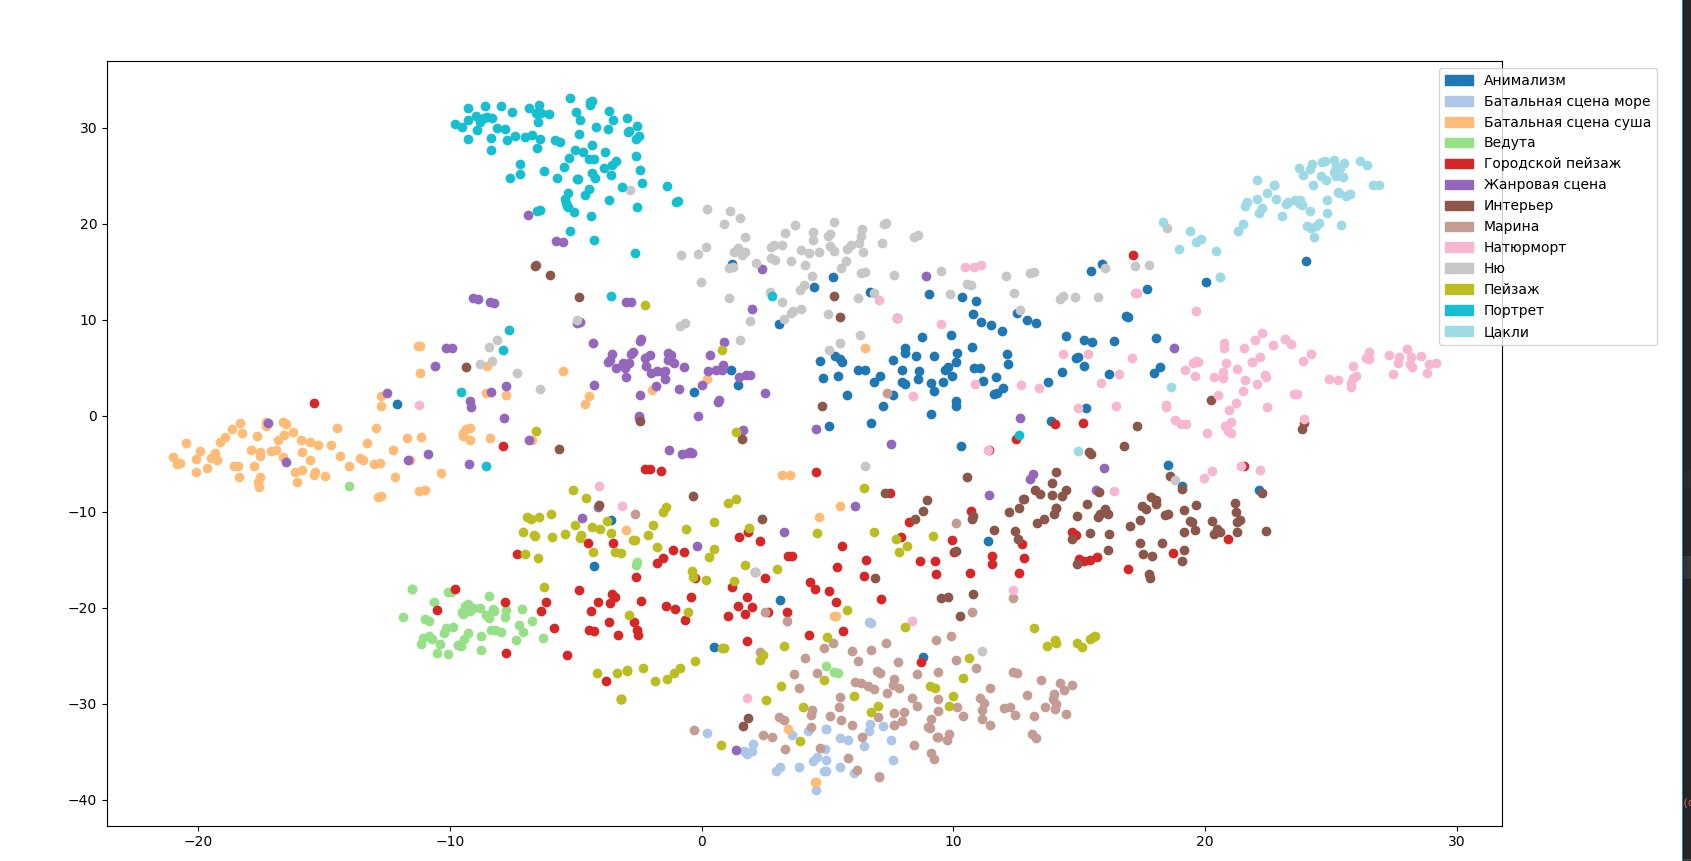 Анимализм
Батальная сцена море
Батальная сцена суша
Ведута
Городской пейзаж
Жанровая сцена
Интерьер
Марина
Натюрморт
Ню
Пейзаж
Портрет
Цакли
30
20
10
0
−10
−20
−30
−40
−20 −10 0 10 20 30